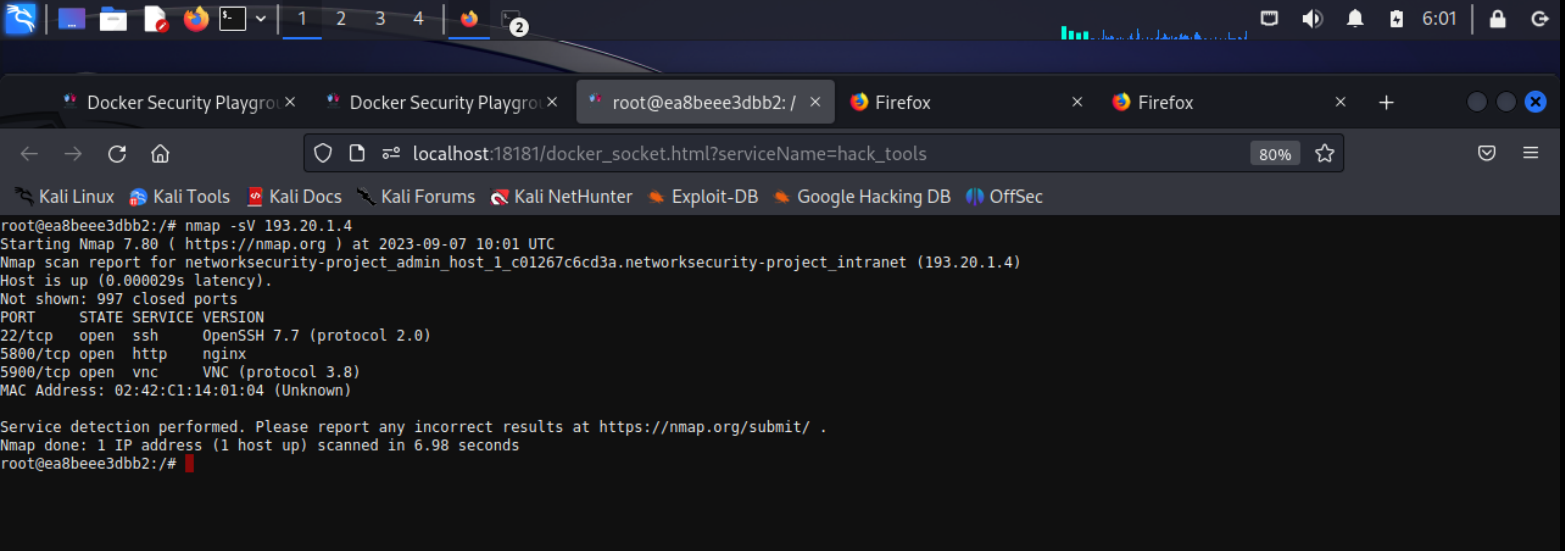 1 2 3 4 2 6:01
Docker Security Playgrou Docker Security Playgrou root@ea8beee3dbb2: / Firefox Firefox
localhost:18181/docker_socket.html?serviceName=hack_tools 80%
Kali Linux Kali Tools Kali Docs Kali Forums Kali NetHunter Exploit-DB Google Hacking DB OffSec
root@ea8beee3dbb2:/# nmap -sV 193.20.1.4
Starting Nmap 7.80 ( https://nmap.org ) at 2023-09-07 10:01 UTC
Nmap scan report for networksecurity-project_admin_host_1_c01267c6cd3a.networksecurity-project_intranet (193.20.1.4)
Host is up (0.000029s latency).
Not shown: 997 closed ports
PORT     STATE SERVICE VERSION
22/tcp   open  ssh     OpenSSH 7.7 (protocol 2.0)
5800/tcp open  http    nginx
5900/tcp open  vnc     VNC (protocol 3.8)
MAC Address: 02:42:C1:14:01:04 (Unknown)
Service detection performed. Please report any incorrect results at https://nmap.org/submit/ .
Nmap done: 1 IP address (1 host up) scanned in 6.98 seconds
root@ea8beee3dbb2:/#